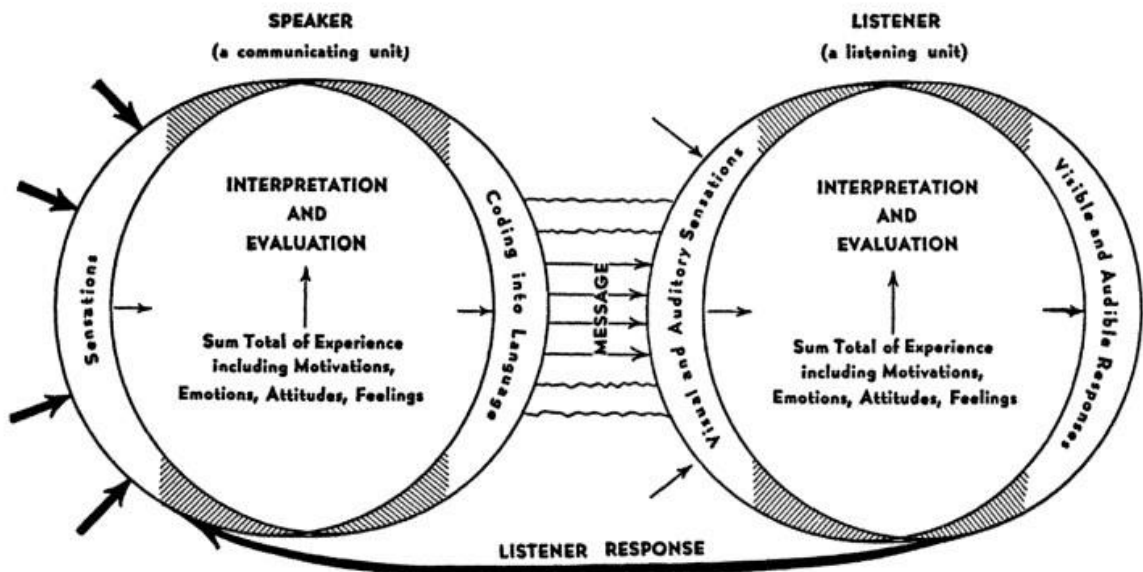 SPEAKER
(a communicating unit)
LISTENER
(a listening unit)
Sensations
INTERPRETATION
AND
EVALUATION
Sum Total of Experience
including Motivations,
Emotions, Attitudes, Feelings
Coding into Language
MESSAGE
Visual and Auditory Sensations
INTERPRETATION
AND
EVALUATION
Sum Total of Experience
including Motivations,
Emotions, Attitudes, Feelings
Visible and Audible Responses
LISTENER RESPONSE